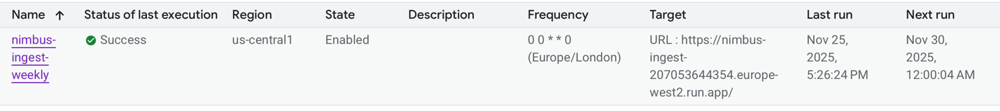 Name ↑ Status of last execution Region State Description Frequency Target Last run Next run
nimbus- Success us-central1 Enabled 0 0 * * 0 URL : https://nimbus- Nov 25, Nov 30,
ingest- (Europe/London) ingest- 2025, 2025,
weekly 207053644354.europe- 5:26:24 PM 12:00:04 AM
west2.run.app/